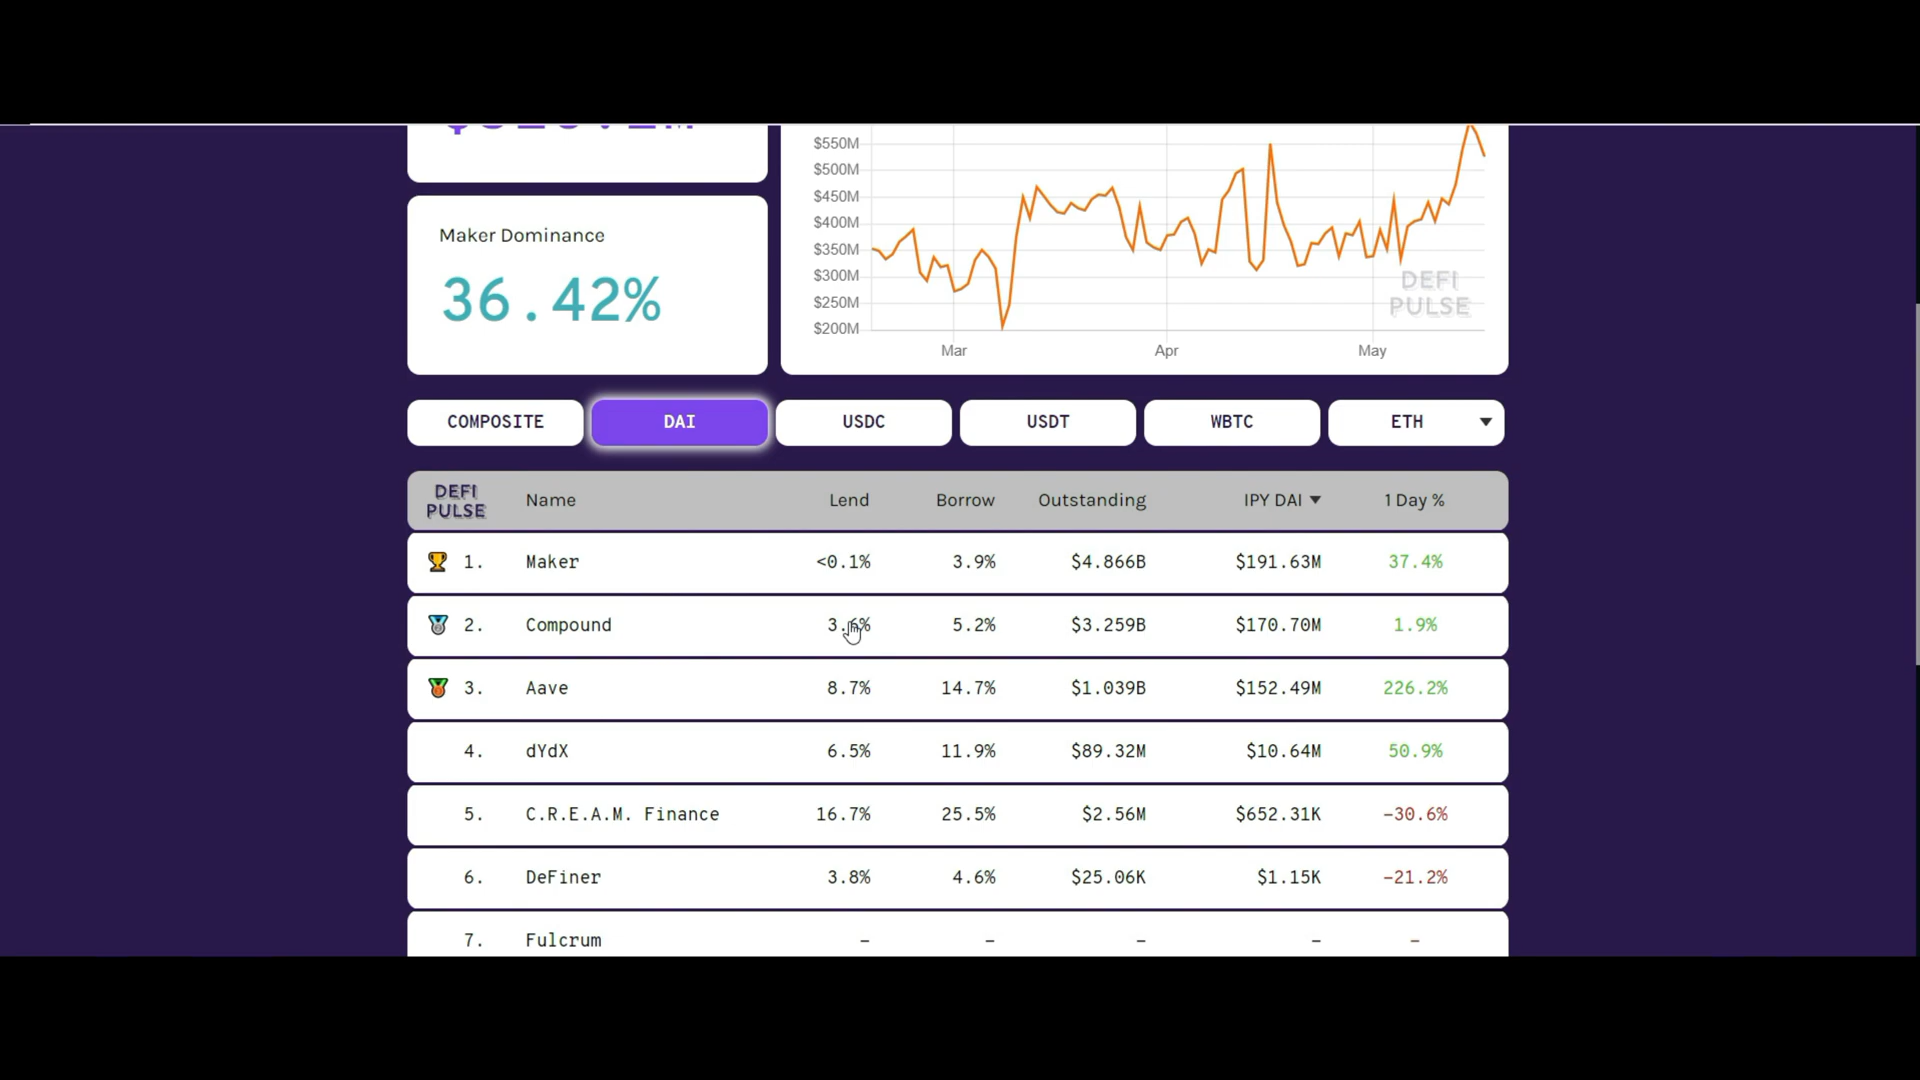 Maker Dominance
36.42%
$550M
$500M
$450M
$400M
$350M
$300M
$250M
$200M
Mar Apr May
DEFI
PULSE
COMPOSITE DAI USDC USDT WBTC ETH
DEFI PULSE Name Lend Borrow Outstanding IPY DAI 1 Day %
1. Maker <0.1% 3.9% $4.866B $191.63M 37.4%
2. Compound 3.6% 5.2% $3.259B $170.70M 1.9%
3. Aave 8.7% 14.7% $1.039B $152.49M 226.2%
4. dYdX 6.5% 11.9% $89.32M $10.64M 50.9%
5. C.R.E.A.M. Finance 16.7% 25.5% $2.56M $652.31K -30.6%
6. DeFiner 3.8% 4.6% $25.06K $1.15K -21.2%
7. Fulcrum - - - - -